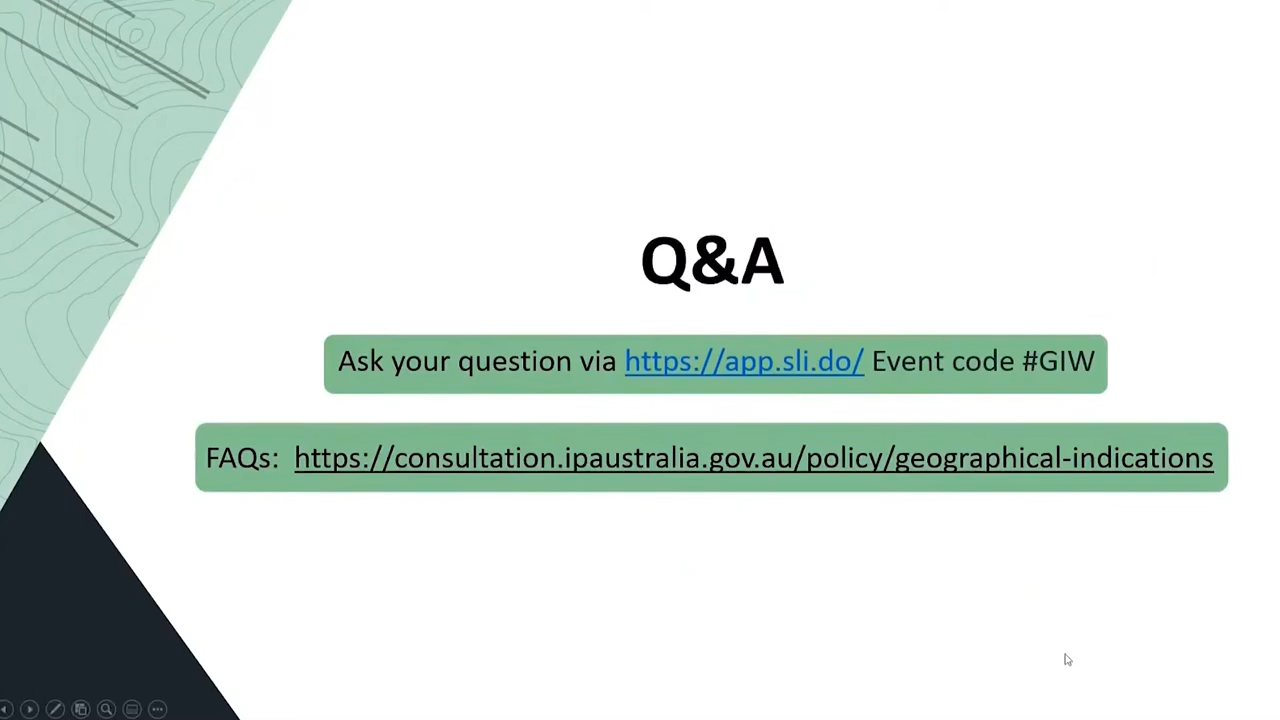 Q&A
Ask your question via https://app.sli.do/ Event code #GIW
FAQs: https://consultation.ipaustralia.gov.au/policy/geographical-indications